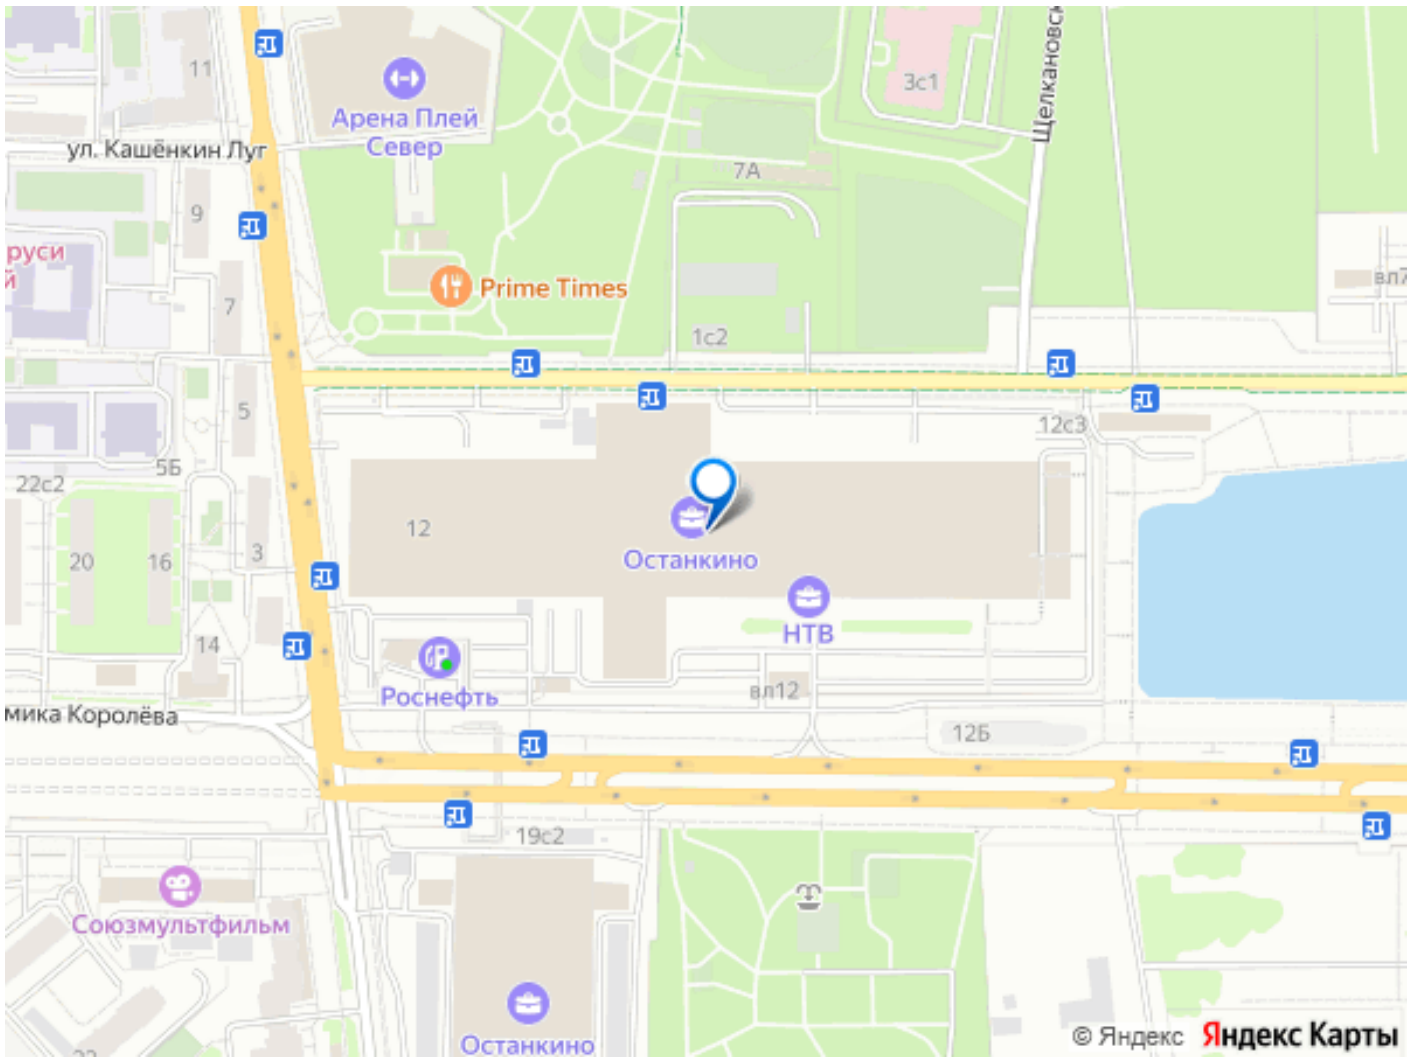 11
Арена Плей
Север
3с1
Щелкановск
ул. Кашёнкин Луг
7А
9
руси
й
вл7
7
Prime Times
1с2
5
12с3
5Б
22с2
12
20
16
3
Останкино
НТВ
14
Роснефть
вл12
мика Королёва
12Б
19с2
Союзмультфильм
Останкино
© Яндекс Яндекс Карты